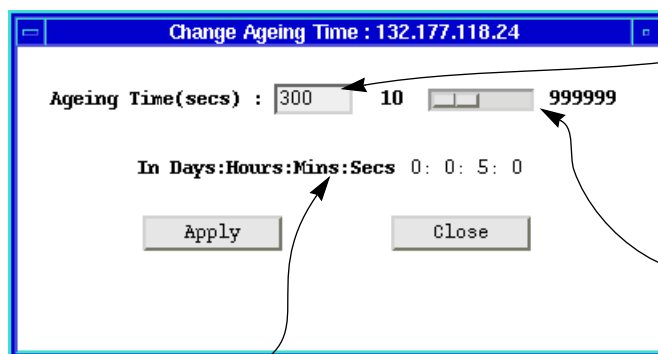 Change Ageing Time : 132.177.118.24
Ageing Time(secs) : 300 10 999999
In Days:Hours:Mins:Secs 0: 0: 5: 0
Apply Close